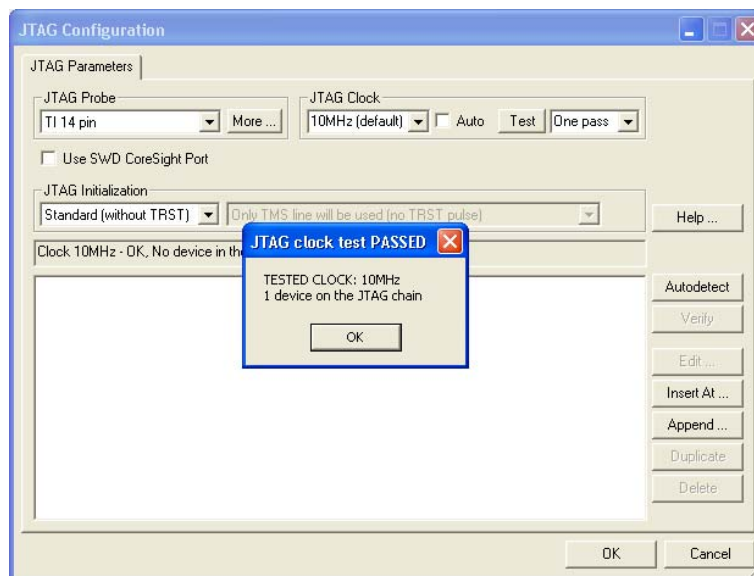 JTAG Configuration
JTAG Parameters
JTAG Probe
TI 14 pin
More ...
JTAG Clock
10MHz (default)
Auto
Test
One pass
Use SWD CoreSight Port
JTAG Initialization
Standard (without TRST)
Only TMS line will be used (no TRST pulse)
Help ...
Clock 10MHz - OK, No device in the
JTAG clock test PASSED
TESTED CLOCK: 10MHz
1 device on the JTAG chain
OK
Autodetect
Verify
Edit ...
Insert At ...
Append ...
Duplicate
Delete
OK
Cancel